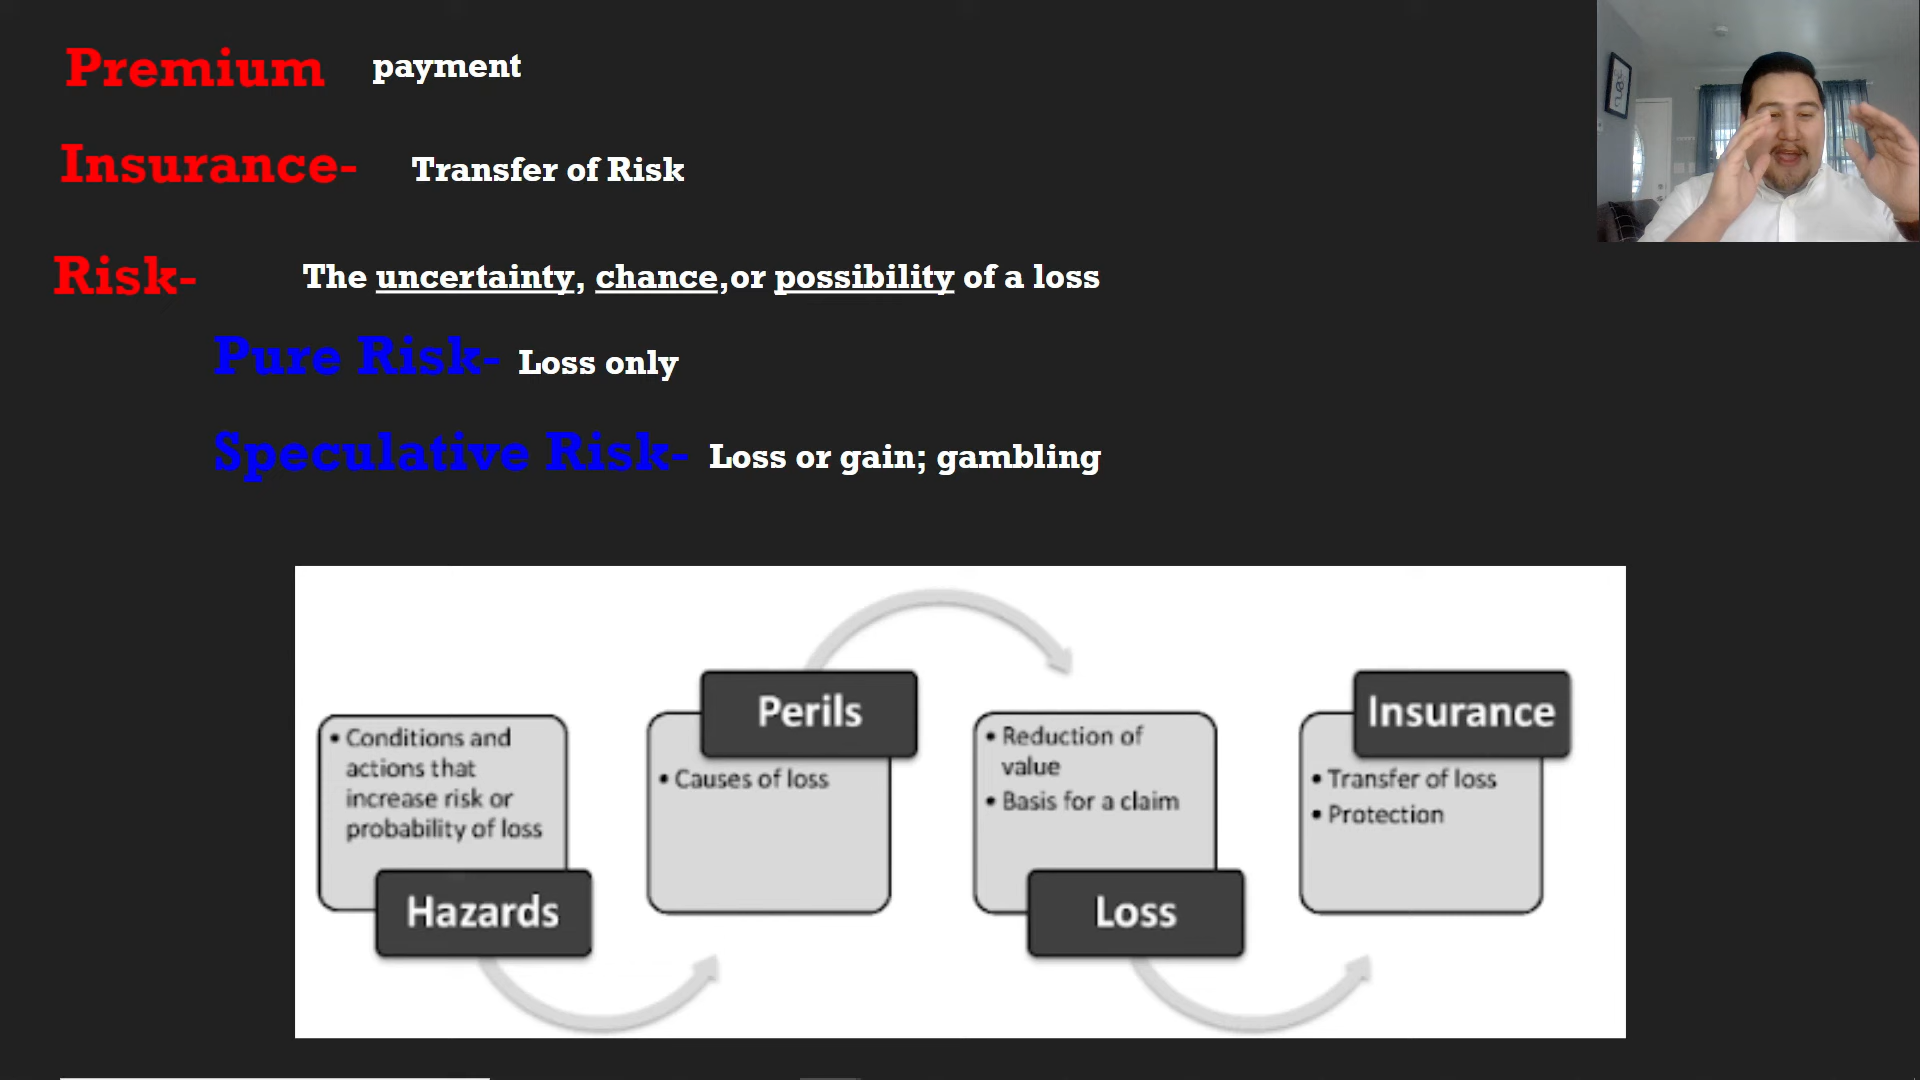 Premium payment
Insurance- Transfer of Risk
Risk- The uncertainty, chance,or possibility of a loss
Pure Risk- Loss only
Speculative Risk- Loss or gain; gambling
• Conditions and
actions that
increase risk or
probability of loss
Hazards
Perils
• Causes of loss
• Reduction of
value
• Basis for a claim
Loss
Insurance
• Transfer of loss
• Protection